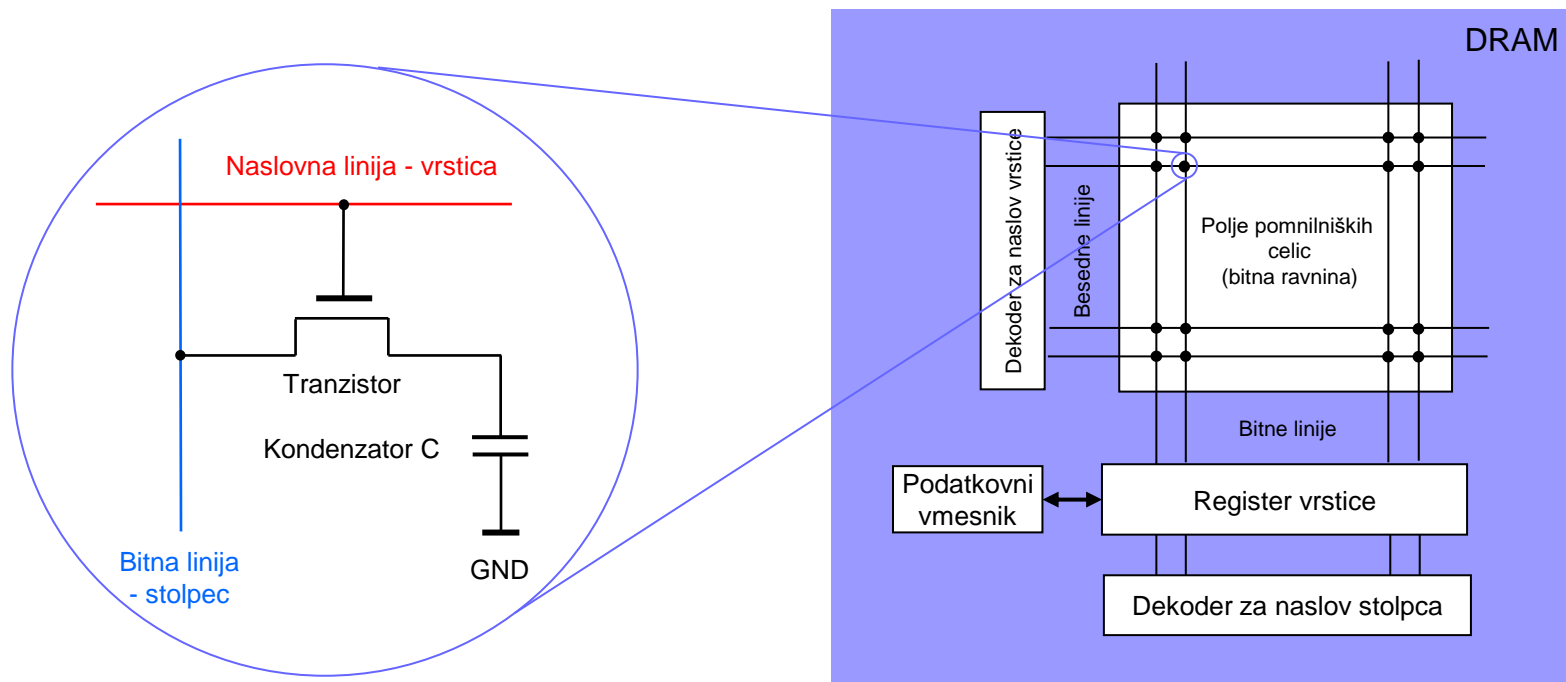 DRAM
Naslovna linija - vrstica
Tranzistor
Kondenzator C
Bitna linija
- stolpec
GND
Dekoder za naslov vrstice
Besedne linije
Polje pomnilniških
celic
(bitna ravnina)
Bitne linije
Podatkovni
vmesnik
Register vrstice
Dekoder za naslov stolpca